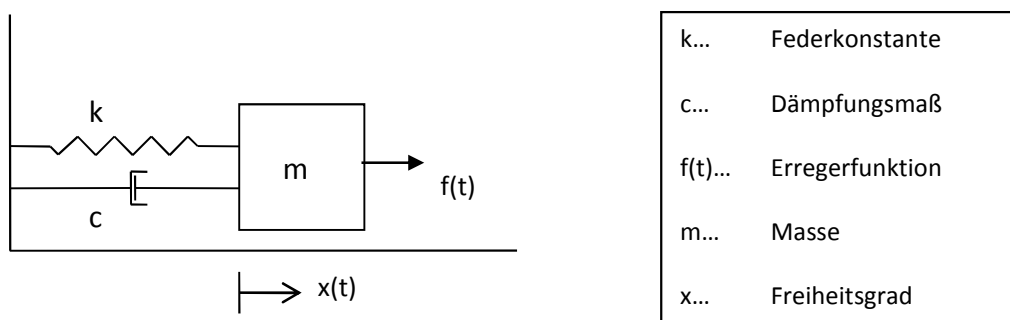 k
m
f(t)
c
x(t)
k... Federkonstante
c... Dämpfungsmaß
f(t)... Erregerfunktion
m... Masse
x... Freiheitsgrad